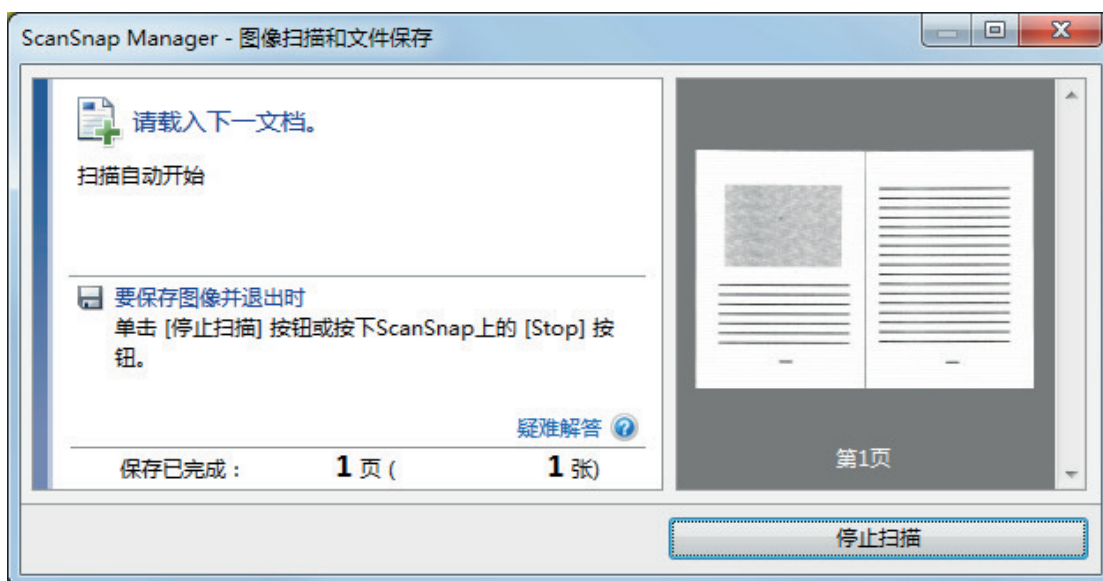 ScanSnap Manager - 图像扫描和文件保存
请载入下一文档。
扫描自动开始
要保存图像并退出时
单击 [停止扫描] 按钮或按下ScanSnap上的 [Stop] 按
钮。
疑难解答
保存已完成： 1 页 ( 1 张)
第1页
停止扫描